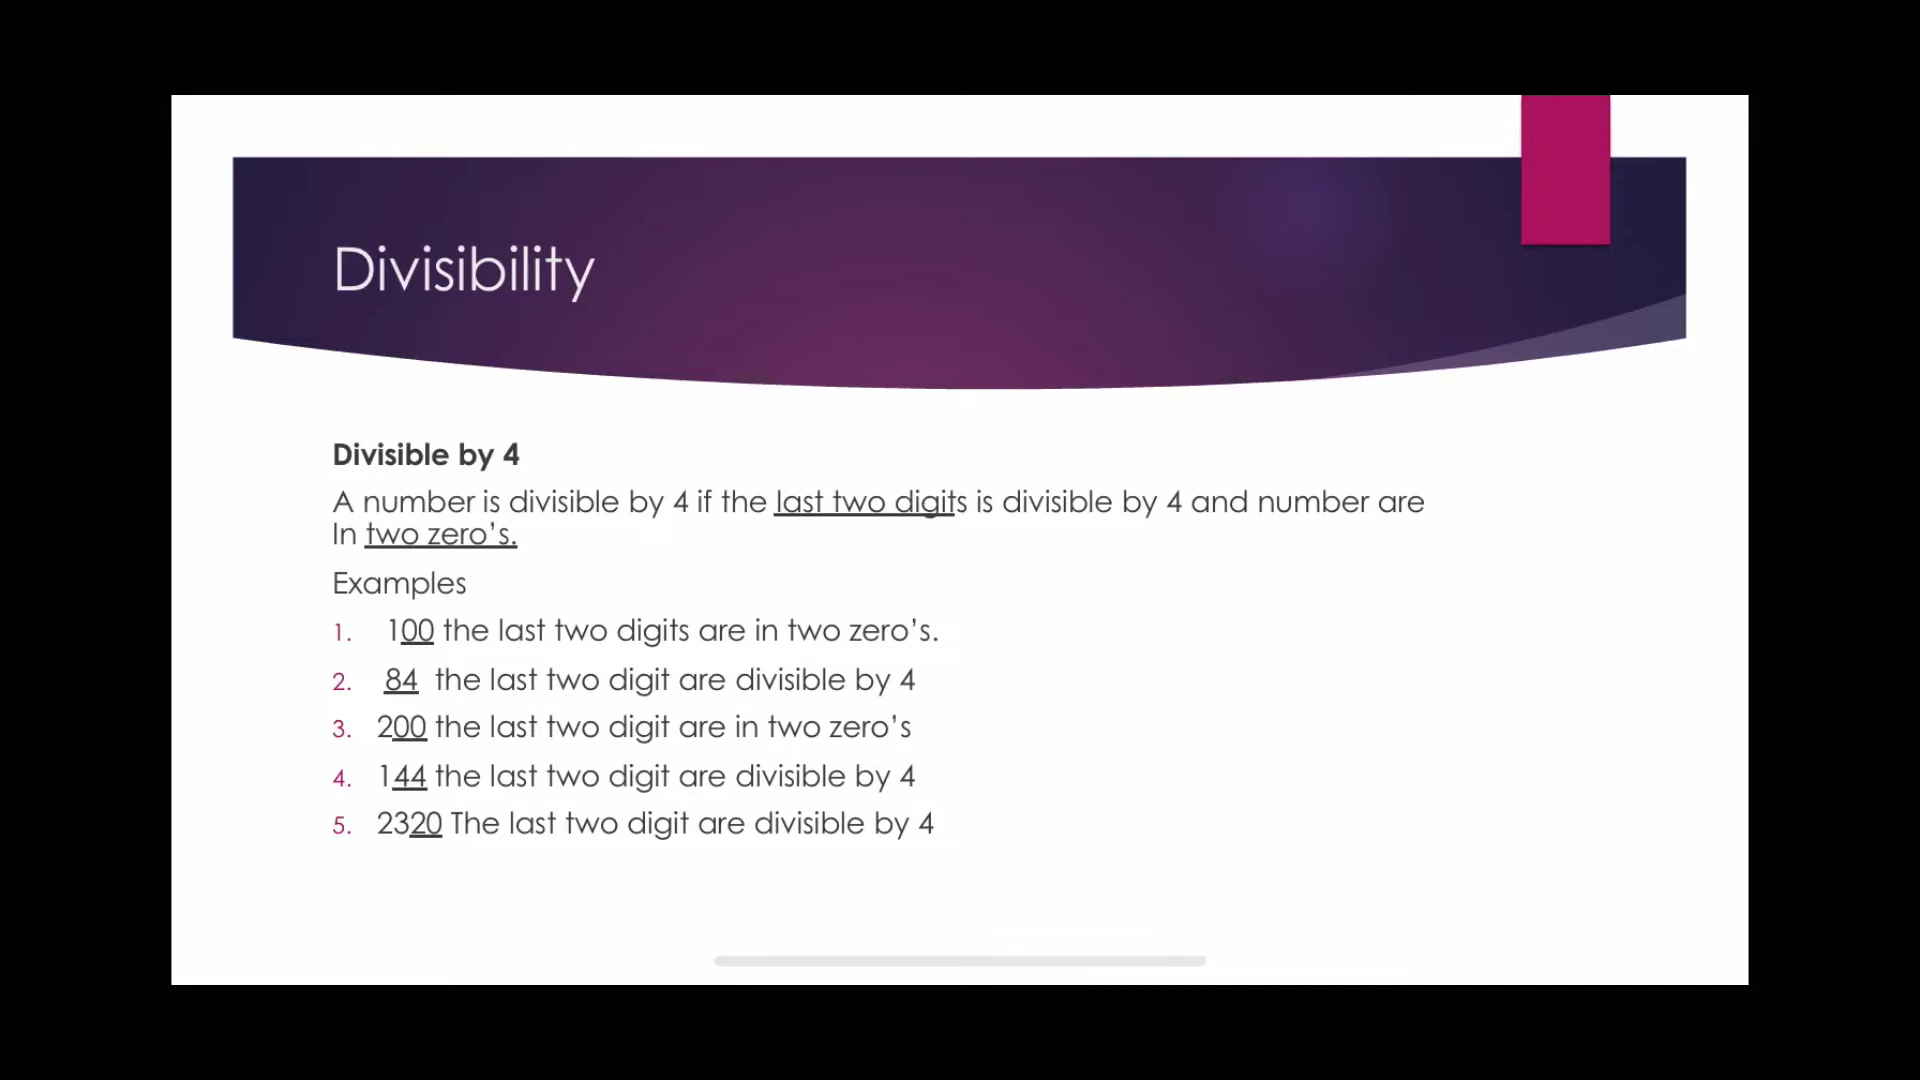 Divisibility
Divisible by 4
A number is divisible by 4 if the last two digits is divisible by 4 and number are
In two zero’s.
Examples
1. 100 the last two digits are in two zero’s.
2. 84 the last two digit are divisible by 4
3. 200 the last two digit are in two zero’s
4. 144 the last two digit are divisible by 4
5. 2320 The last two digit are divisible by 4